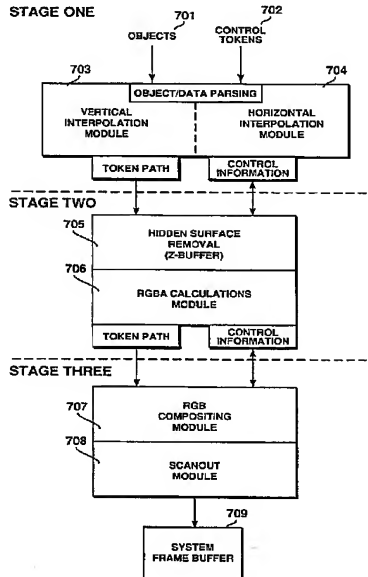 STAGE ONE
701
702
OBJECTS
CONTROL
TOKENS
703
704
OBJECT/DATA PARSING
VERTICAL
INTERPOLATION
MODULE
HORIZONTAL
INTERPOLATION
MODULE
TOKEN PATH
CONTROL
INFORMATION
STAGE TWO
705
HIDDEN SURFACE
REMOVAL
(Z-BUFFER)
706
RGBA CALCULATIONS
MODULE
TOKEN PATH
CONTROL
INFORMATION
STAGE THREE
707
RGB
COMPOSITING
MODULE
708
SCANOUT
MODULE
709
SYSTEM
FRAME BUFFER